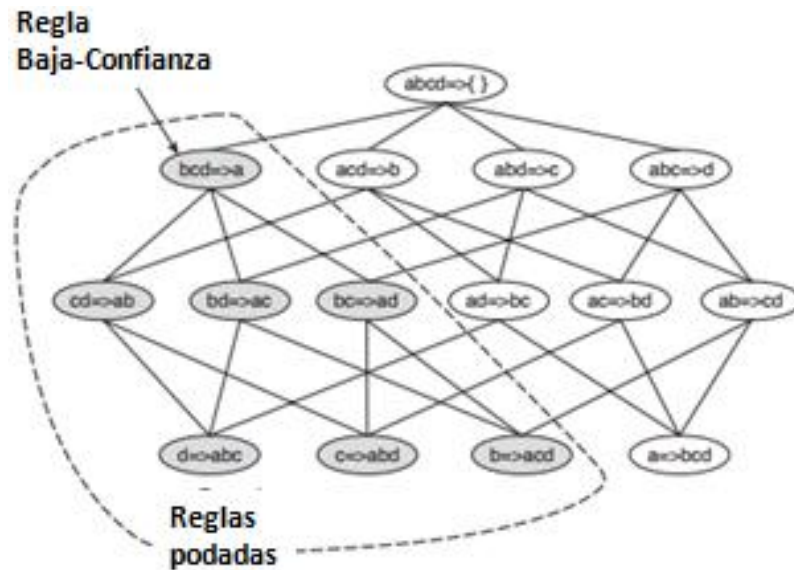 Regla
Baja-Confianza
abcd=>{ }
bcd=>a
acd=>b
abd=>c
abc=>d
cd=>ab
bd=>ac
bc=>ad
ad=>bc
ac=>bd
ab=>cd
d=>abc
c=>abd
b=>acd
a=>bcd
Reglas
podadas